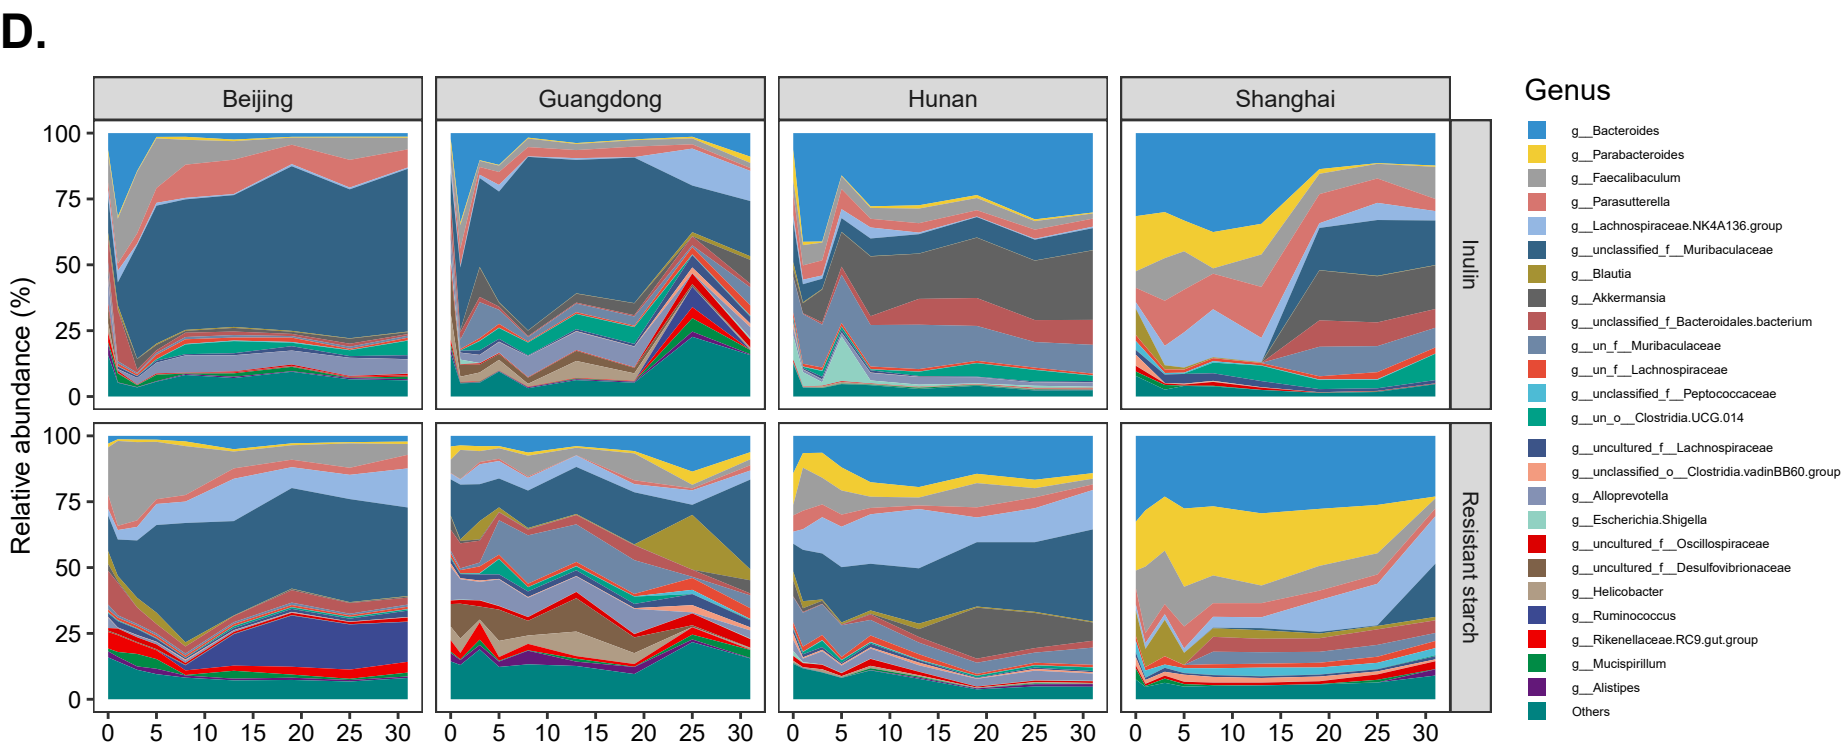 D.
Beijing
Guangdong
Hunan
Shanghai
Genus
Relative abundance (%)
100
75
50
25
0
100
75
50
25
0
Inulin
Resistant starch
0 5 10 15 20 25 30
0 5 10 15 20 25 30
0 5 10 15 20 25 30
0 5 10 15 20 25 30
g__Bacteroides
g__Parabacteroides
g__Faecalibaculum
g__Parasutterella
g__Lachnospiraceae.NK4A136.group
g__unclassified_f__Muribaculaceae
g__Blautia
g__Akkermansia
g__unclassified_f_Bacteroidales.bacterium
g__un_f__Muribaculaceae
g__un_f__Lachnospiraceae
g__unclassified_f__Peptococcaceae
g__un_o__Clostridia.UCG.014
g__uncultured_f__Lachnospiraceae
g__unclassified_o__Clostridia.vadinBB60.group
g__Alloprevotella
g__Escherichia.Shigella
g__uncultured_f__Oscillospiraceae
g__uncultured_f__Desulfovibrionaceae
g__Helicobacter
g__Ruminococcus
g__Rikenellaceae.RC9.gut.group
g__Mucispirillum
g__Alistipes
Others